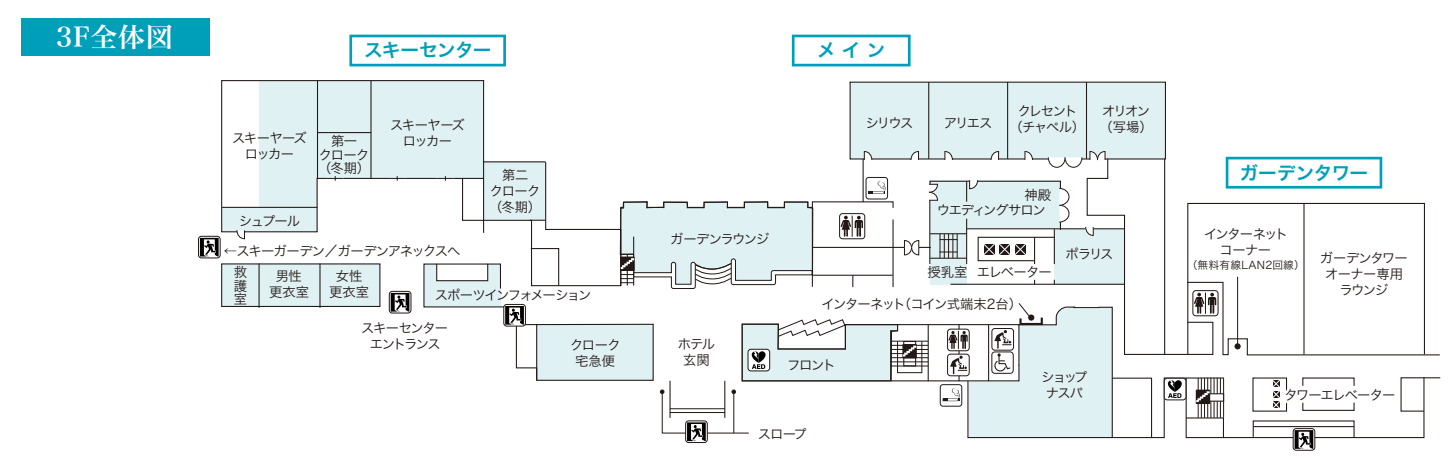 3F全体図
スキーセンター
メイン
ガーデンタワー
スキーヤーズ
ロッカー
第一
クローク
（冬期）
スキーヤーズ
ロッカー
第二
クローク
（冬期）
シュプール
←スキーガーデン／ガーデンアネックスへ
救護室
男性
更衣室
女性
更衣室
スキーセンター
エントランス
スポーツインフォメーション
クローク
宅急便
ガーデンラウンジ
ホテル
玄関
スロープ
AED
フロント
シリウス
アリエス
クレセント
（チャペル）
オリオン
（写場）
神殿
ウエディングサロン
授乳室
エレベーター
ポラリス
インターネット（コイン式端末2台）
ショップ
ナスパ
インターネット
コーナー
（無料有線LAN2回線）
ガーデンタワー
オーナー専用
ラウンジ
AED
タワーエレベーター